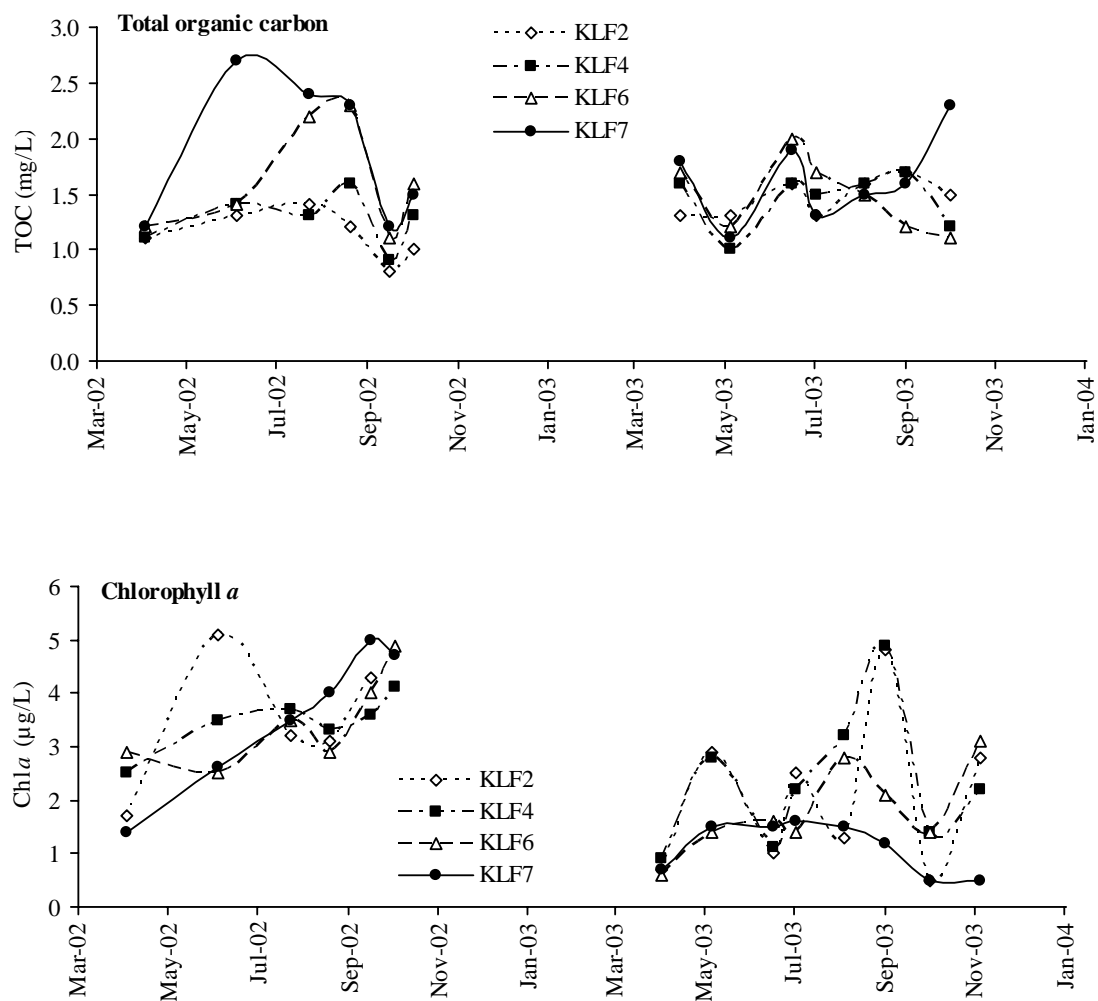 Total organic carbon
KLF2
KLF4
KLF6
KLF7
TOC (mg/L)
3.0
2.5
2.0
1.5
1.0
0.5
0.0
Mar-02
May-02
Jul-02
Sep-02
Nov-02
Jan-03
Mar-03
May-03
Jul-03
Sep-03
Nov-03
Jan-04
Chlorophyll a
KLF2
KLF4
KLF6
KLF7
Chla (µg/L)
6
5
4
3
2
1
0
Mar-02
May-02
Jul-02
Sep-02
Nov-02
Jan-03
Mar-03
May-03
Jul-03
Sep-03
Nov-03
Jan-04